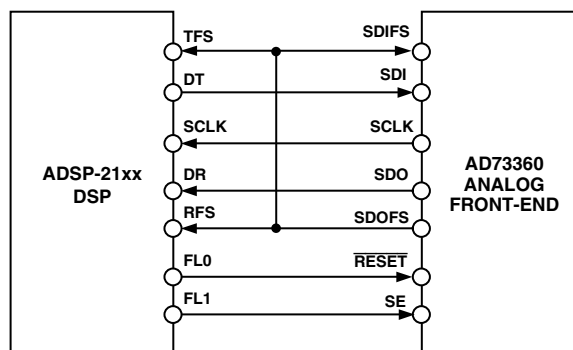 TFS SDIFS
DT SDI
SCLK SCLK
ADSP-21xx
DSP
DR SDO
RFS SDOFS
AD73360
ANALOG
FRONT-END
FL0 RESET
FL1 SE